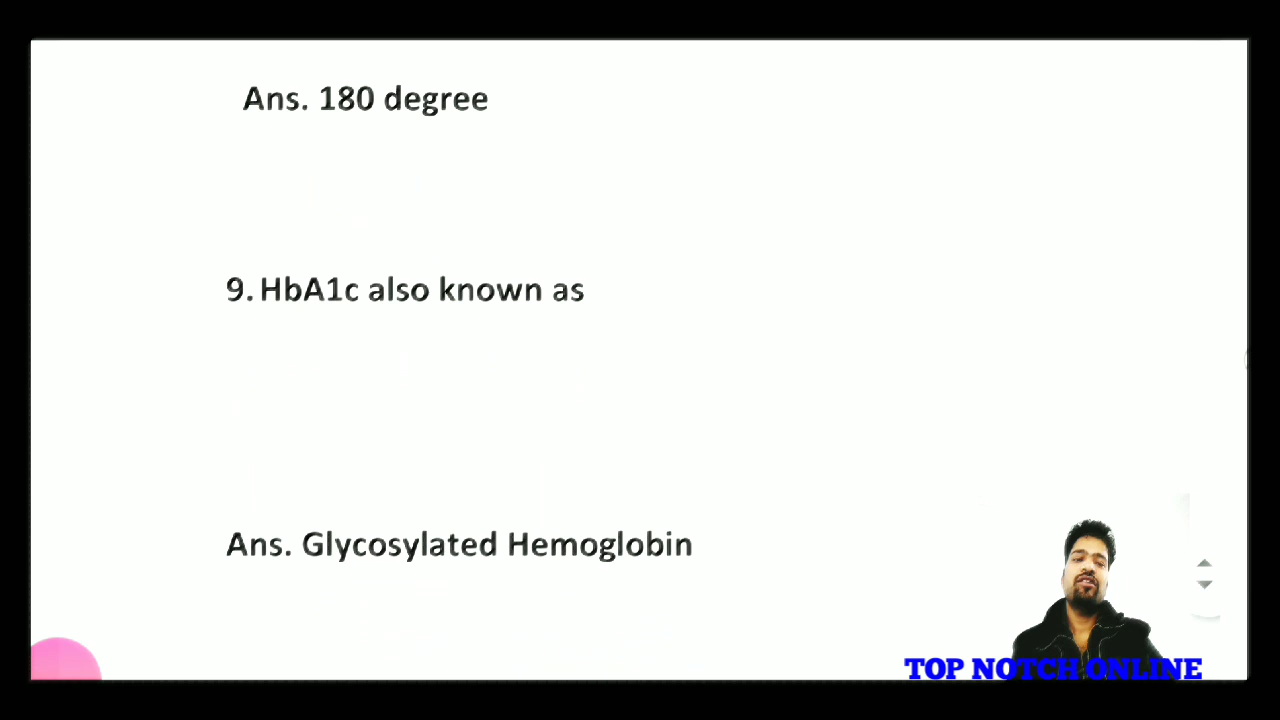 Ans. 180 degree
9. HbA1c also known as
Ans. Glycosylated Hemoglobin
TOP NOTCH ONLINE